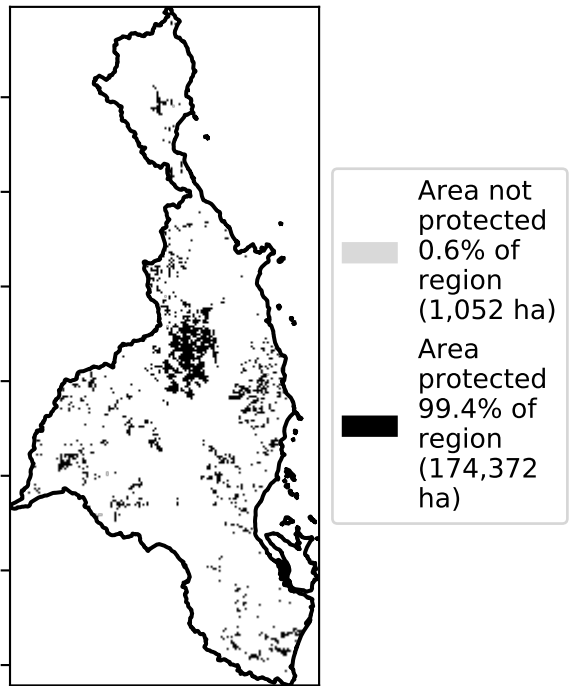 Area not
protected
0.6% of
region
(1,052 ha)
Area
protected
99.4% of
region
(174,372
ha)